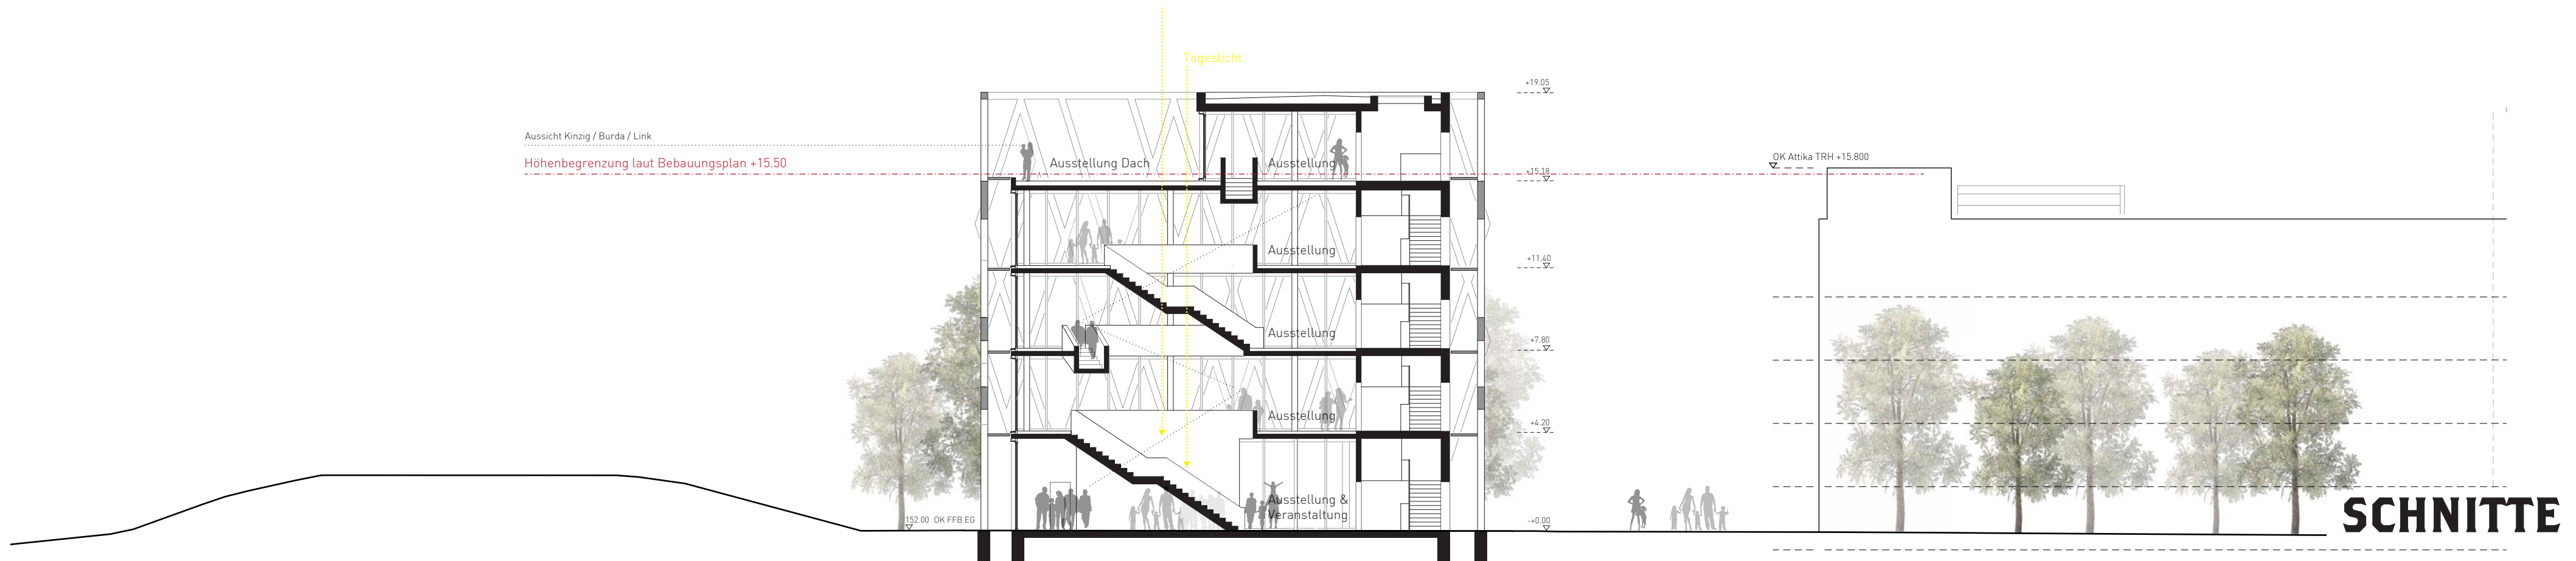 Tageslicht
+19.05
Aussicht Kinzig / Burda / Link
Höhenbegrenzung laut Bebauungsplan +15.50
Ausstellung Dach
Ausstellung
+15.18
OK Attika TRH +15.800
Ausstellung
+11.40
Ausstellung
+7.80
Ausstellung
+4.20
Ausstellung &
Veranstaltung
152.00 OK FFB EG
-+0.00
SCHNITTE